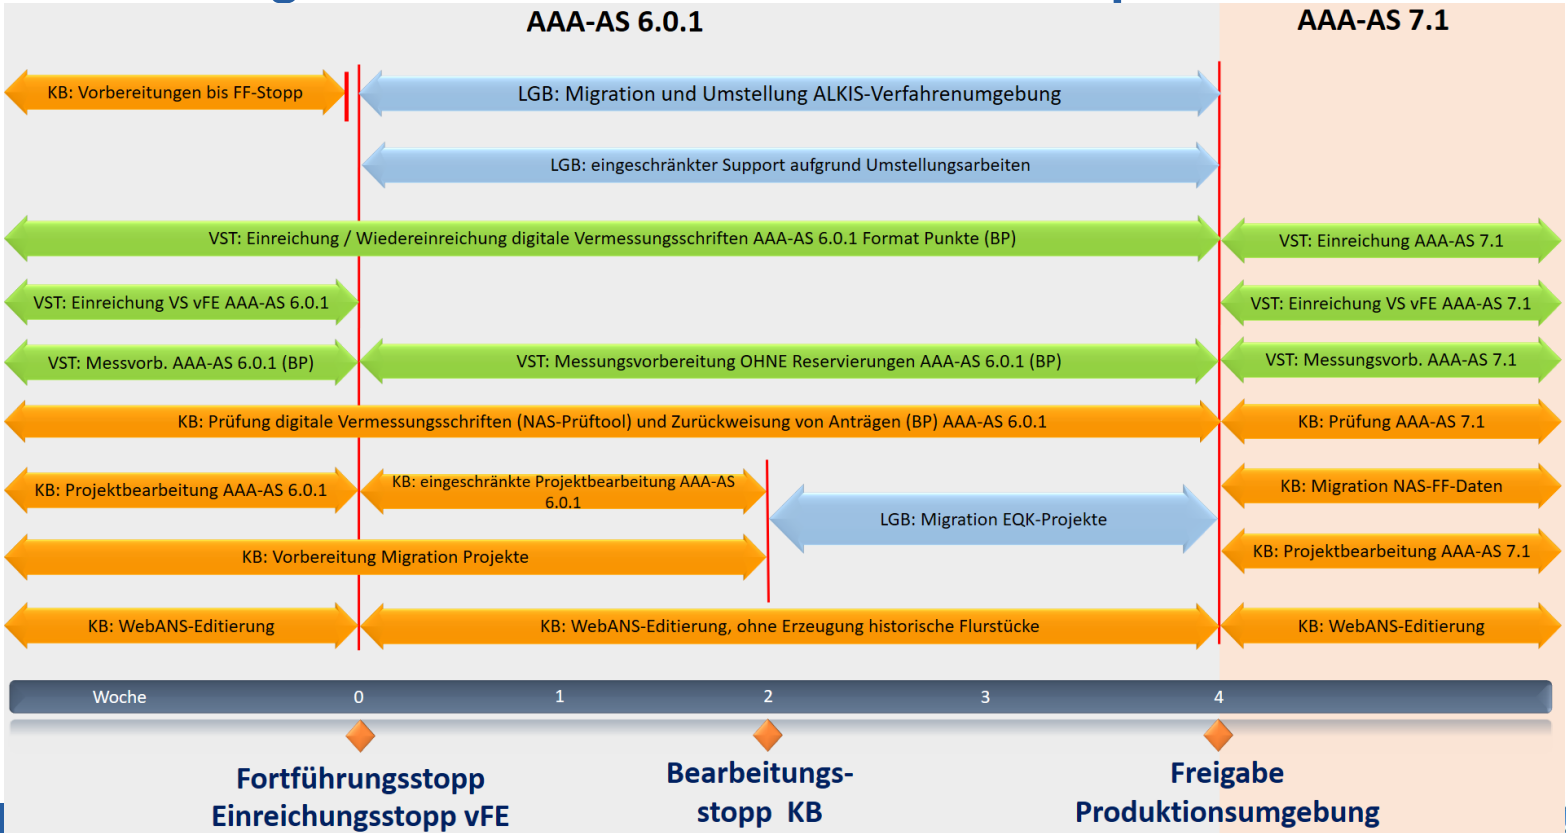 AAA-AS 6.0.1
AAA-AS 7.1
KB: Vorbereitungen bis FF-Stopp
LGB: Migration und Umstellung ALKIS-Verfahrenumgebung
LGB: eingeschränkter Support aufgrund Umstellungsarbeiten
VST: Einreichung / Wiedereinreichung digitale Vermessungsschriften AAA-AS 6.0.1 Format Punkte (BP)
VST: Einreichung AAA-AS 7.1
VST: Einreichung VS vFE AAA-AS 6.0.1
VST: Einreichung VS vFE AAA-AS 7.1
VST: Messvorb. AAA-AS 6.0.1 (BP)
VST: Messungsvorbereitung OHNE Reservierungen AAA-AS 6.0.1 (BP)
VST: Messungsvorb. AAA-AS 7.1
KB: Prüfung digitale Vermessungsschriften (NAS-Prüftool) und Zurückweisung von Anträgen (BP) AAA-AS 6.0.1
KB: Prüfung AAA-AS 7.1
KB: Projektbearbeitung AAA-AS 6.0.1
KB: eingeschränkte Projektbearbeitung AAA-AS
6.0.1
KB: Migration NAS-FF-Daten
LGB: Migration EQK-Projekte
KB: Vorbereitung Migration Projekte
KB: Projektbearbeitung AAA-AS 7.1
KB: WebANS-Editierung
KB: WebANS-Editierung, ohne Erzeugung historische Flurstücke
KB: WebANS-Editierung
Woche 0 1 2 3 4
Fortführungsstopp
Einreichungsstopp vFE
Bearbeitungs-
stopp KB
Freigabe
Produktionsumgebung